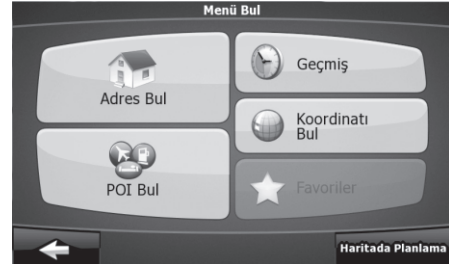 Menü Bul
Adres Bul
Geçmiş
Koordinatı
Bul
POI Bul
Favoriler
Haritada Planlama